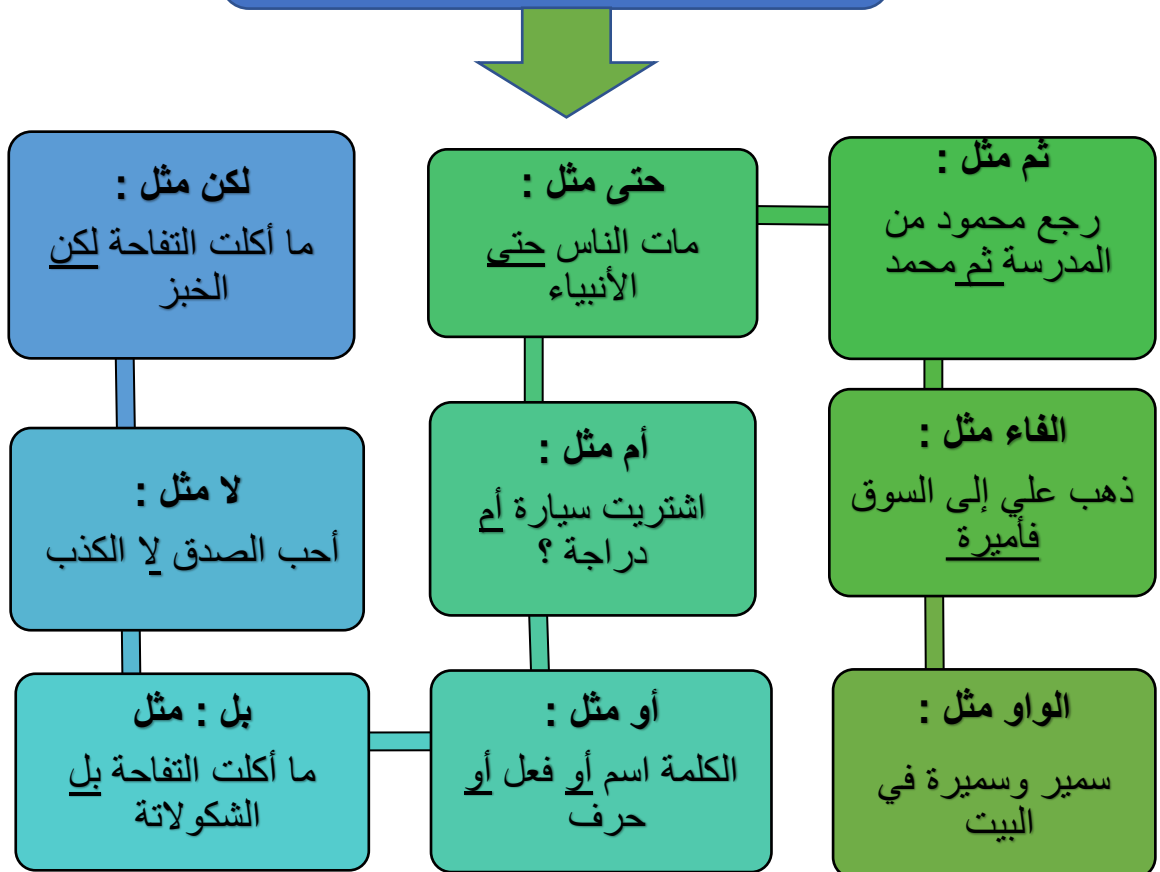 ثم مثل :
رجع محمود من
المدرسة ثم محمد
حتى مثل :
مات الناس حتى
الأنبياء
لكن مثل :
ما أكلت التفاحة لكن
الخبز
الفاء مثل :
ذهب علي إلى السوق
فأميرة
أم مثل :
اشتريت سيارة أم
دراجة ؟
لا مثل :
أحب الصدق لا الكذب
الواو مثل :
سمير وسميرة في
البيت
أو مثل :
الكلمة اسم أو فعل أو
حرف
بل : مثل
ما أكلت التفاحة بل
الشكولاتة